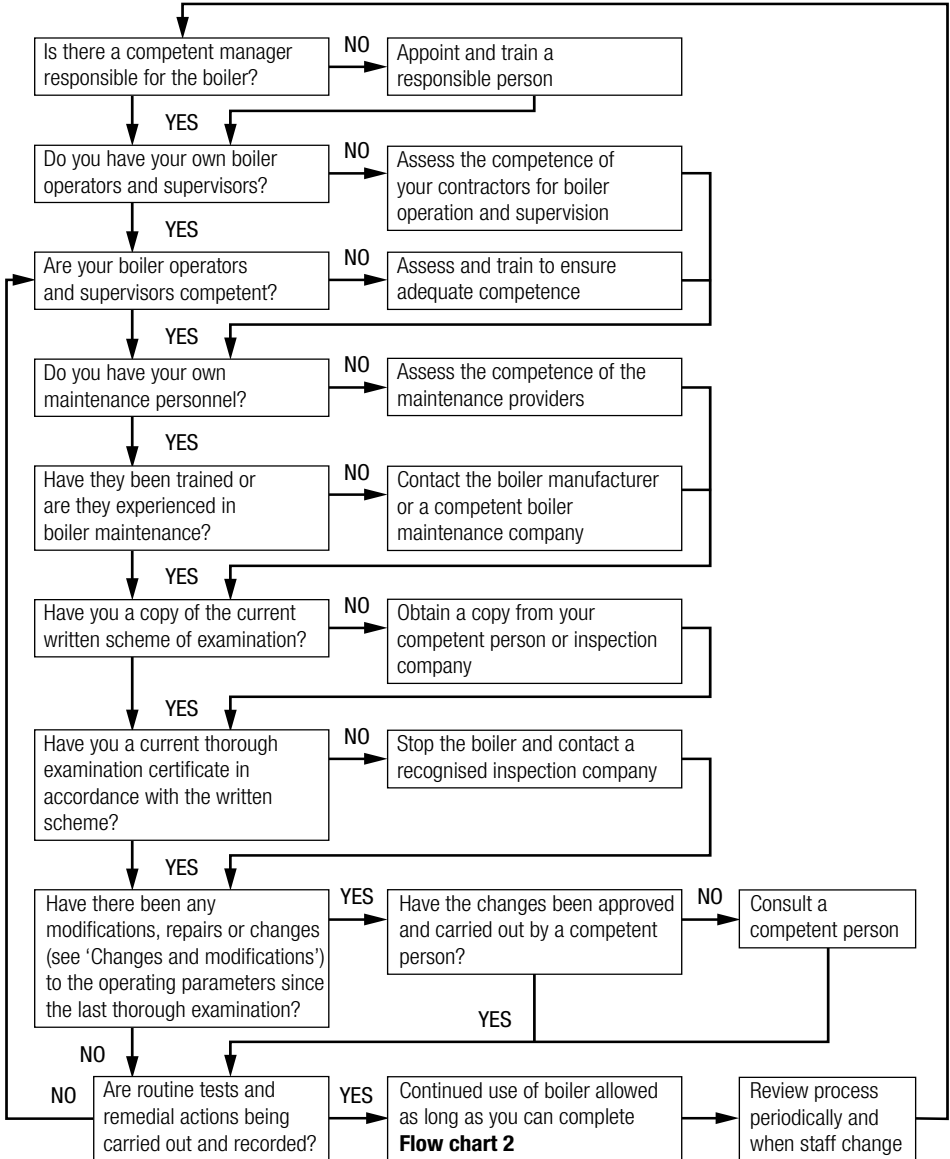 Is there a competent manager
responsible for the boiler?
NO
Appoint and train a
responsible person
YES
Do you have your own boiler
operators and supervisors?
NO
Assess the competence of
your contractors for boiler
operation and supervision
YES
Are your boiler operators
and supervisors competent?
NO
Assess and train to ensure
adequate competence
YES
Do you have your own
maintenance personnel?
NO
Assess the competence of the
maintenance providers
YES
Have they been trained or
are they experienced in
boiler maintenance?
NO
Contact the boiler manufacturer
or a competent boiler
maintenance company
YES
Have you a copy of the current
written scheme of examination?
NO
Obtain a copy from your
competent person or inspection
company
YES
Have you a current thorough
examination certificate in
accordance with the written
scheme?
NO
Stop the boiler and contact a
recognised inspection company
YES
Have there been any
modifications, repairs or changes
(see ‘Changes and modifications’)
to the operating parameters since
the last thorough examination?
YES
Have the changes been approved
and carried out by a competent
person?
NO
Consult a
competent person
YES
NO
NO
Are routine tests and
remedial actions being
carried out and recorded?
YES
Continued use of boiler allowed
as long as you can complete
Flow chart 2
Review process
periodically and
when staff change